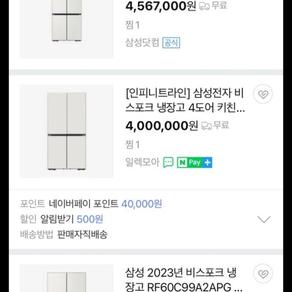 4,567,000원 무료
찜 1
삼성닷컴 공식
[인피니트라인] 삼성전자 비
스포크 냉장고 4도어 키친...
4,000,000원 무료
찜 1
일렉모아 N Pay +
포인트 네이버페이 포인트 40,000원
할인 알림받기 500원
배송방법 판매자직배송
삼성 2023년 비스포크 냉
장고 RF60C99A2APG ...